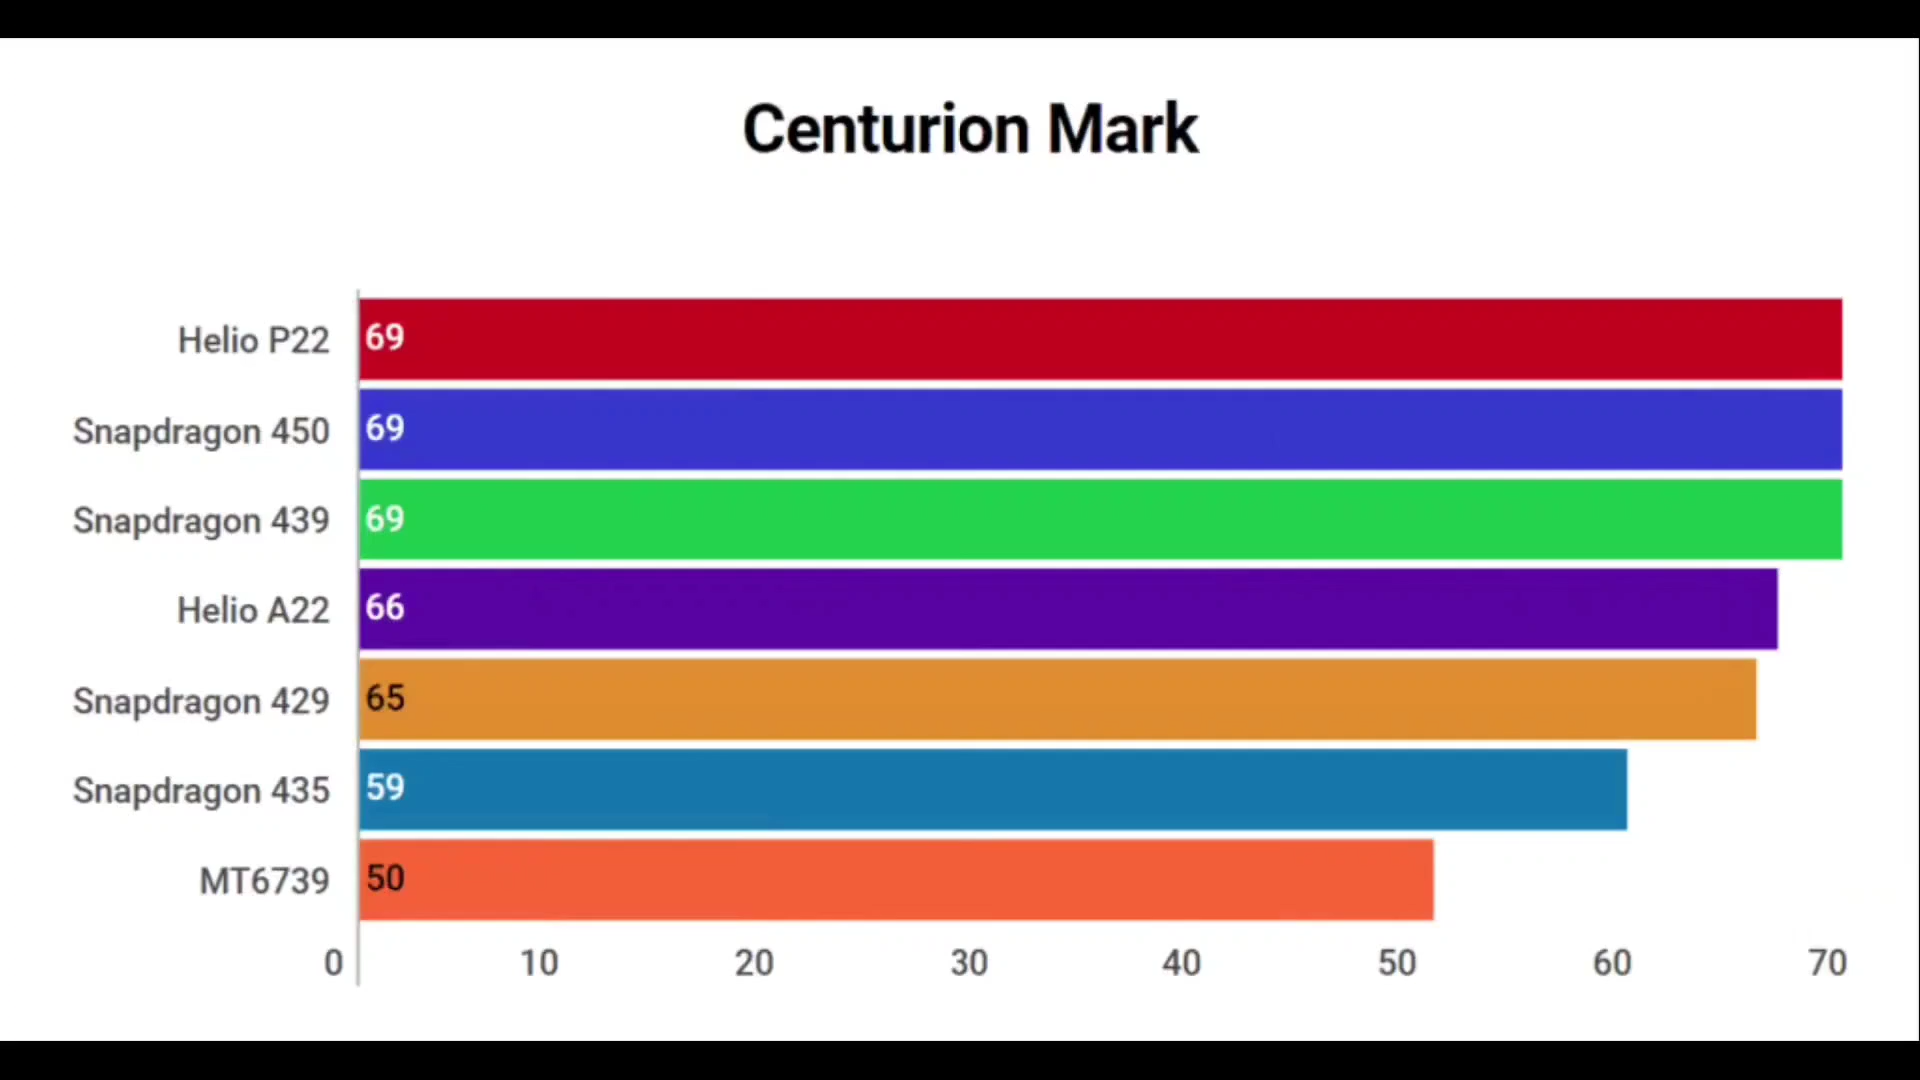 Centurion Mark
Helio P22 69
Snapdragon 450 69
Snapdragon 439 69
Helio A22 66
Snapdragon 429 65
Snapdragon 435 59
MT6739 50
0 10 20 30 40 50 60 70